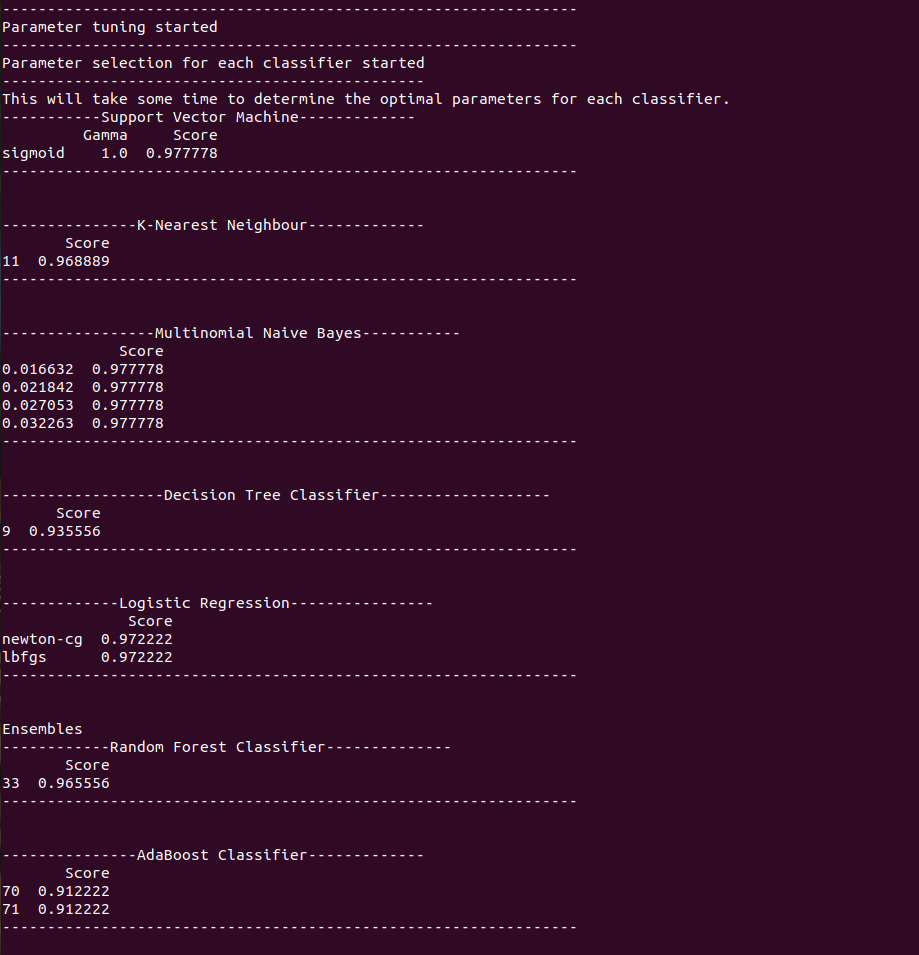 ----------------------------------------------------------------
Parameter tuning started
----------------------------------------------------------------
Parameter selection for each classifier started
-----------------------------------------------
This will take some time to determine the optimal parameters for each classifier.
-----------Support Vector Machine-------------
         Gamma     Score
sigmoid    1.0  0.977778
----------------------------------------------------------------
---------------K-Nearest Neighbour-------------
       Score
11  0.968889
----------------------------------------------------------------
-----------------Multinomial Naive Bayes-----------
             Score
0.016632  0.977778
0.021842  0.977778
0.027053  0.977778
0.032263  0.977778
----------------------------------------------------------------
------------------Decision Tree Classifier-------------------
      Score
9  0.935556
----------------------------------------------------------------
-------------Logistic Regression----------------
              Score
newton-cg  0.972222
lbfgs      0.972222
----------------------------------------------------------------
Ensembles
------------Random Forest Classifier--------------
       Score
33  0.965556
----------------------------------------------------------------
---------------AdaBoost Classifier-------------
       Score
70  0.912222
71  0.912222
----------------------------------------------------------------